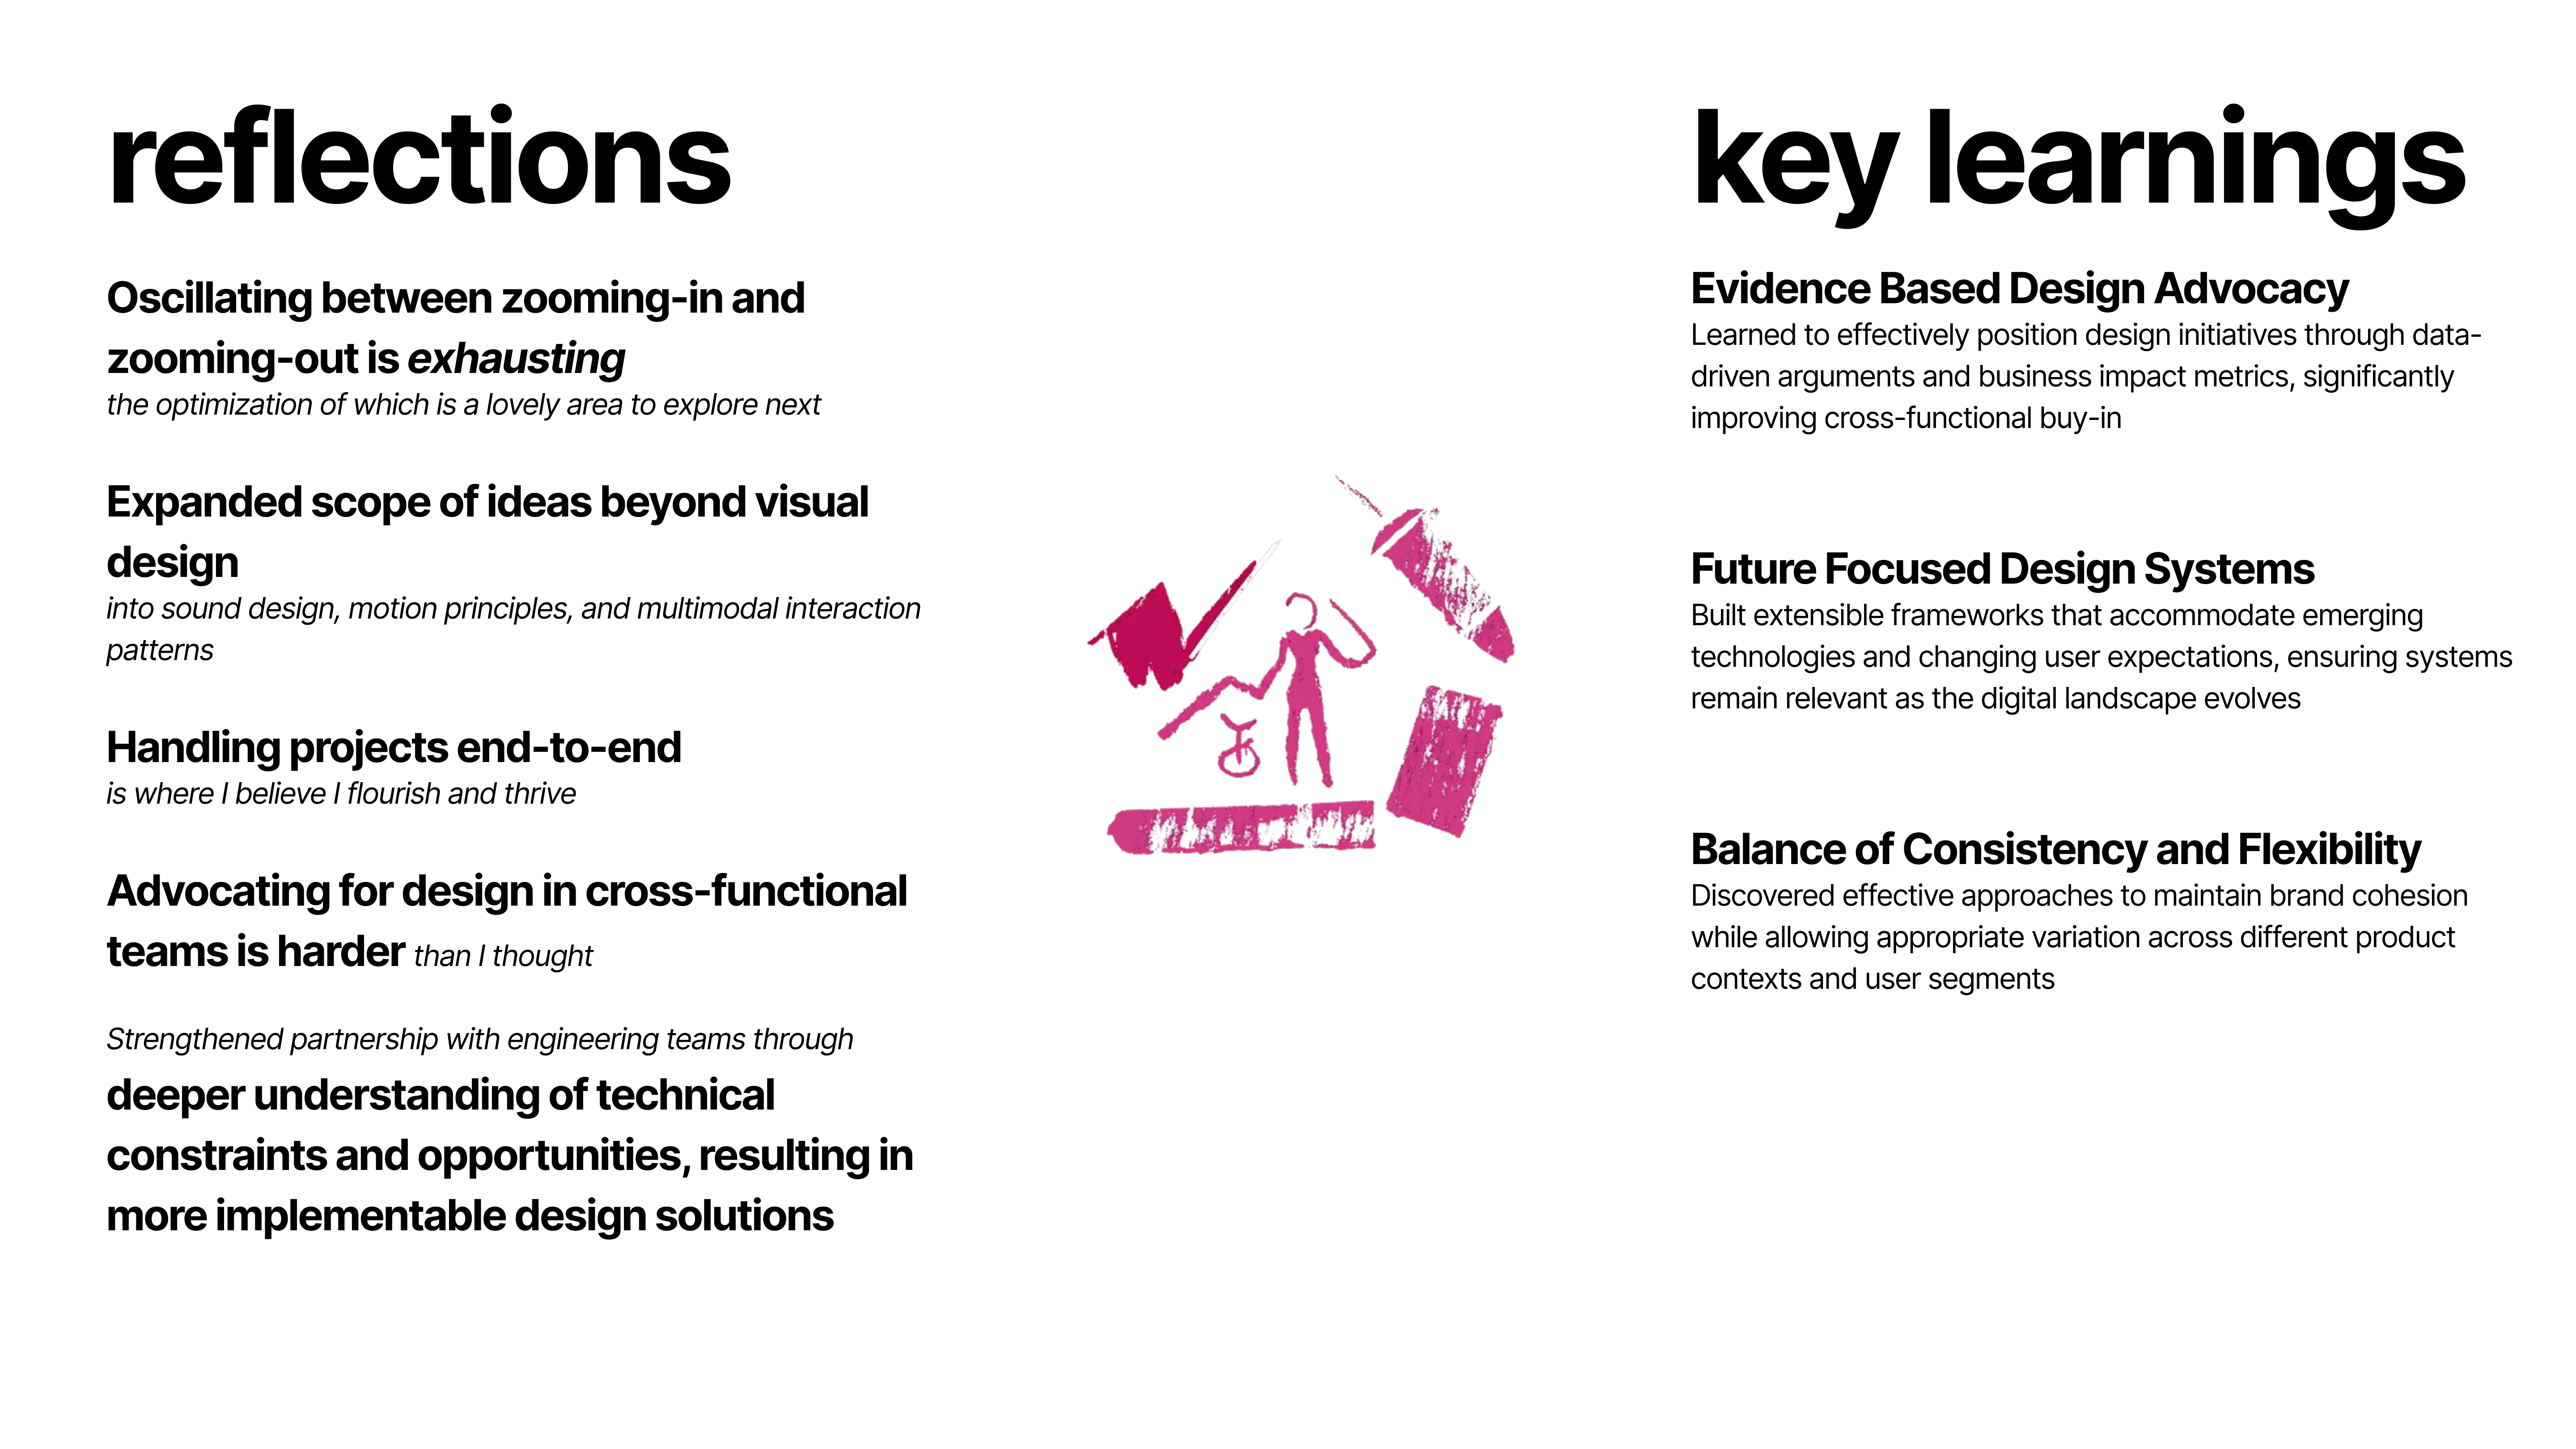 reflections
Oscillating between zooming-in and
zooming-out is exhausting
the optimization of which is a lovely area to explore next
Expanded scope of ideas beyond visual
design
into sound design, motion principles, and multimodal interaction
patterns
Handling projects end-to-end
is where I believe I flourish and thrive
Advocating for design in cross-functional
teams is harder than I thought
Strengthened partnership with engineering teams through
deeper understanding of technical
constraints and opportunities, resulting in
more implementable design solutions
key learnings
Evidence Based Design Advocacy
Learned to effectively position design initiatives through data-
driven arguments and business impact metrics, significantly
improving cross-functional buy-in
Future Focused Design Systems
Built extensible frameworks that accommodate emerging
technologies and changing user expectations, ensuring systems
remain relevant as the digital landscape evolves
Balance of Consistency and Flexibility
Discovered effective approaches to maintain brand cohesion
while allowing appropriate variation across different product
contexts and user segments